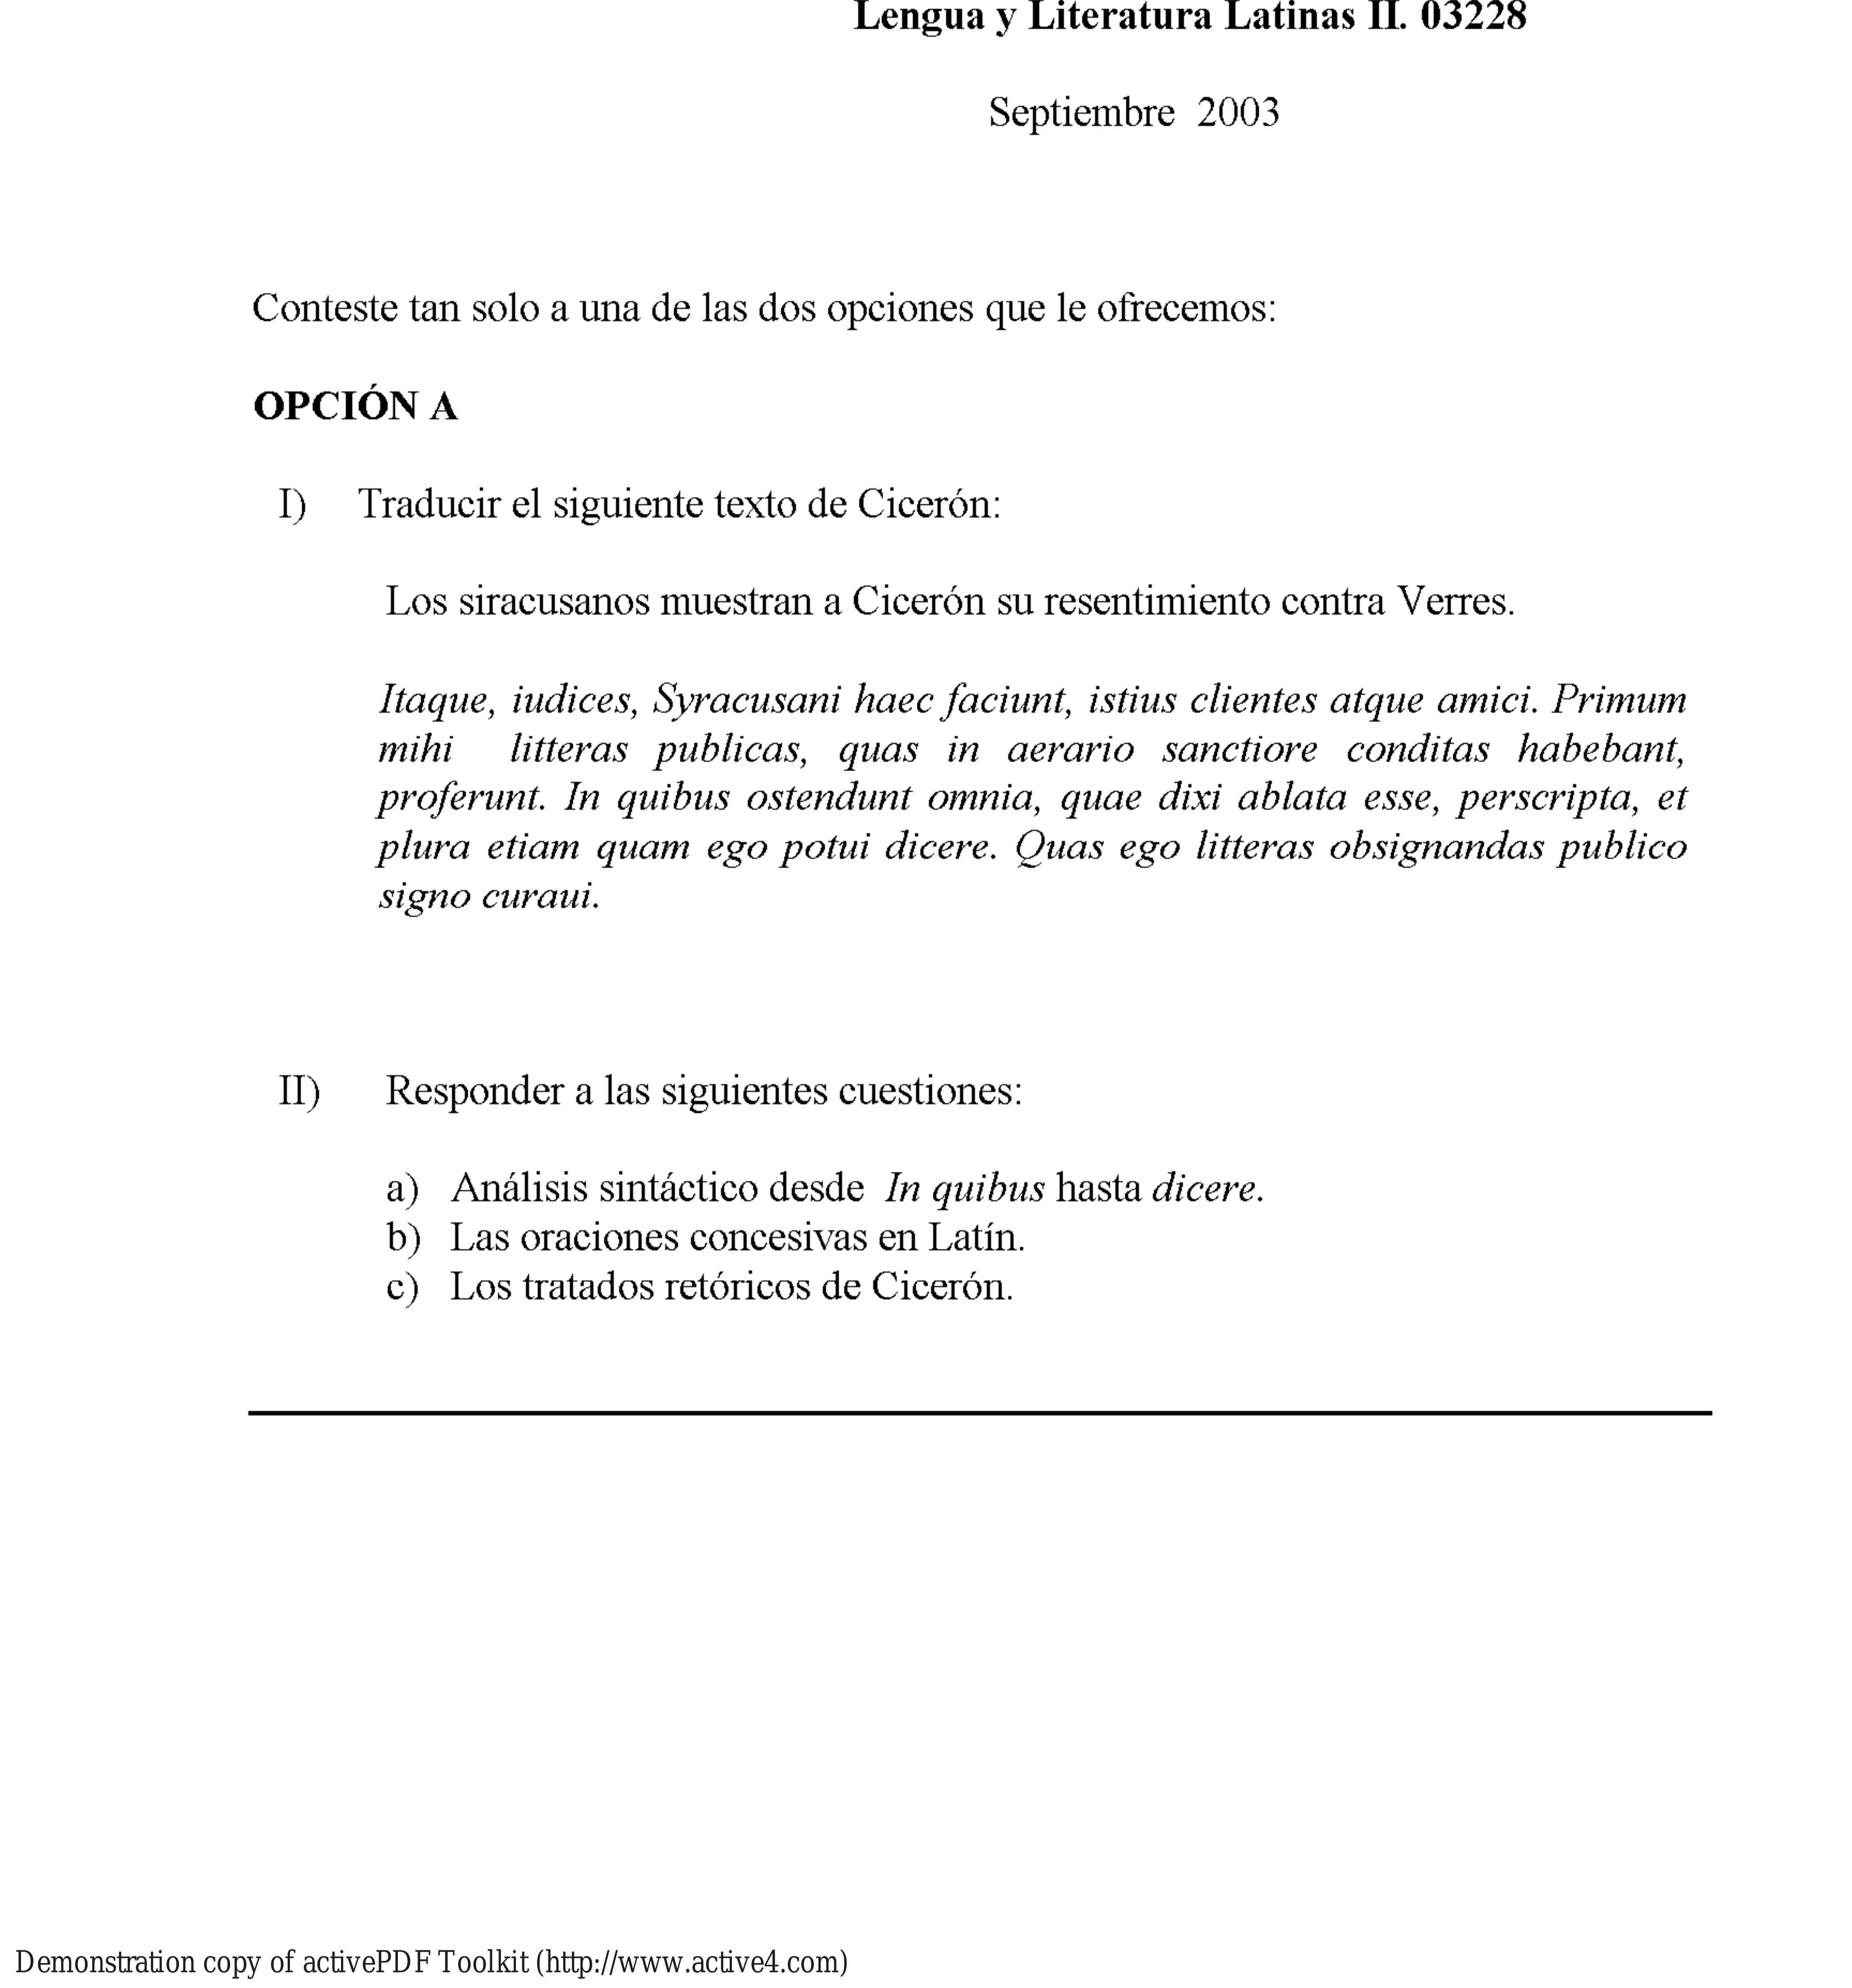 Lengua y Literatura Latinas II. 03228
Septiembre 2003
Conteste tan solo a una de las dos opciones que le ofrecemos:
OPCIÓN A
I) Traducir el siguiente texto de Cicerón:
Los siracusanos muestran a Cicerón su resentimiento contra Verres.
Itaque, iudices, Syracusani haec faciunt, istius clientes atque amici. Primum
mihi litteras publicas, quas in aerario sanctiore conditas habebant,
proferunt. In quibus ostendunt omnia, quae dixi ablata esse, perscripta, et
plura etiam quam ego potui dicere. Quas ego litteras obsignandas publico
signo curaui.
II) Responder a las siguientes cuestiones:
a) Análisis sintáctico desde In quibus hasta dicere.
b) Las oraciones concesivas en Latín.
c) Los tratados retóricos de Cicerón.
Demonstration copy of activePDF Toolkit (http://www.active4.com)